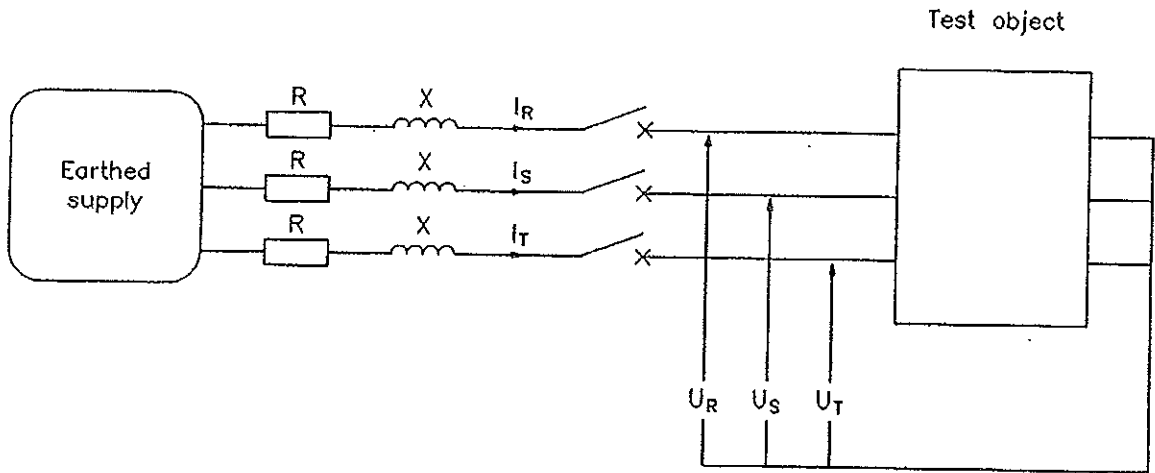 Test object
R
X
I_R
Earthed
supply
R
X
I_S
R
X
I_T
U_R
U_S
U_T